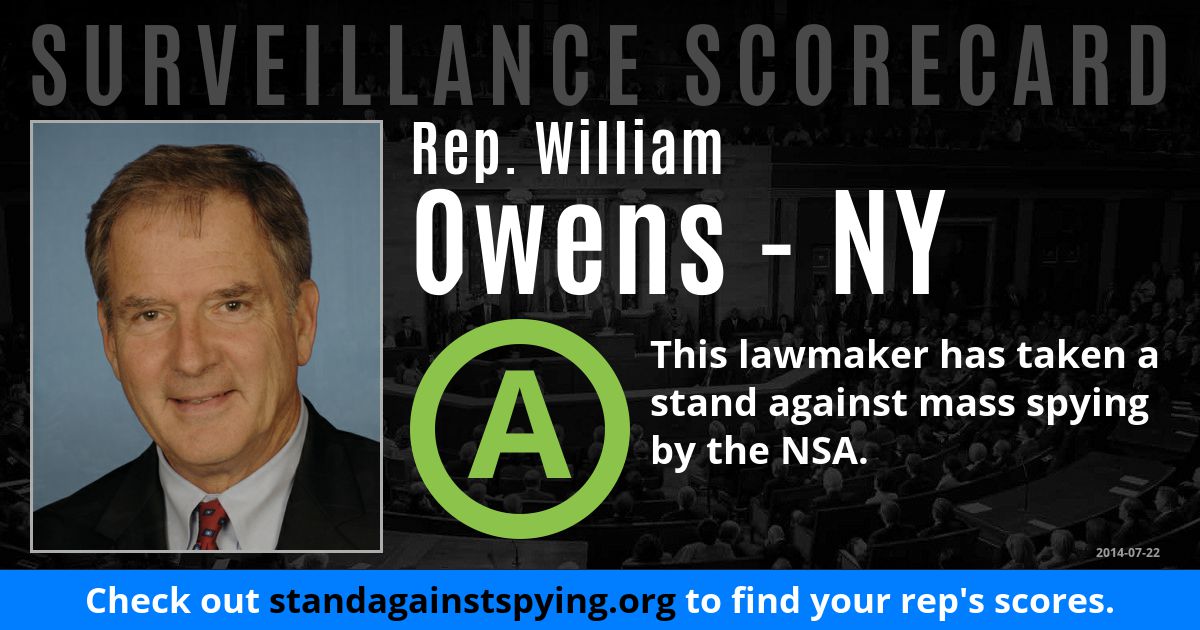 SURVEILLANCE SCORECARD
Rep. William
Owens - NY
A
This lawmaker has taken a
stand against mass spying
by the NSA.
2014-07-22
Check out standagainstspying.org to find your rep's scores.